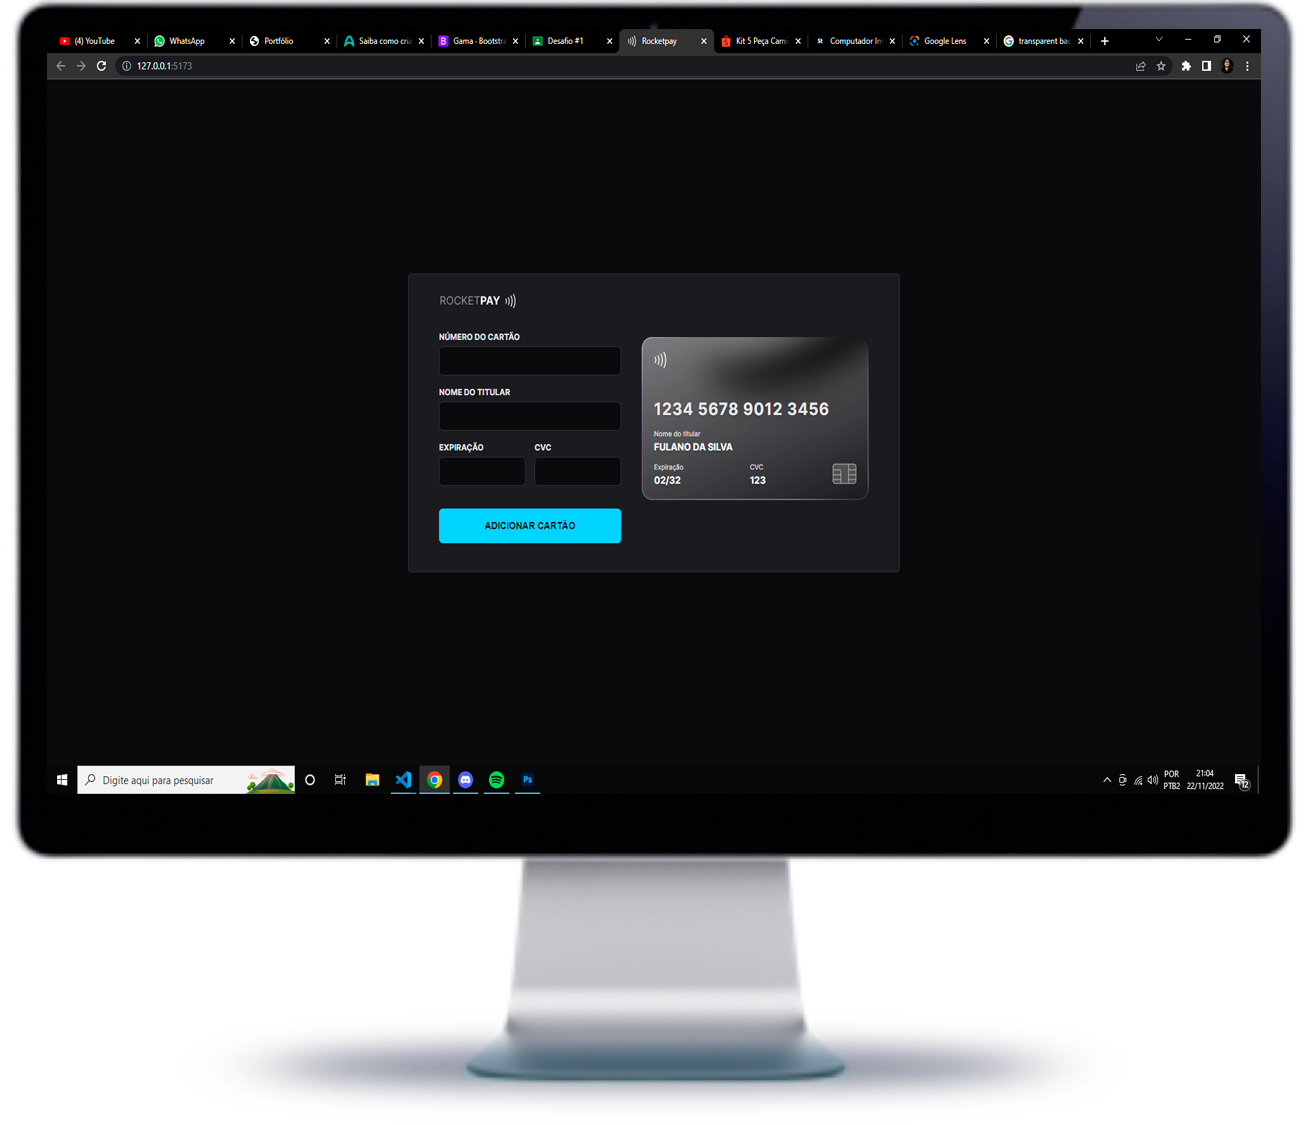 (4) YouTube
WhatsApp
Portfólio
Saiba como cria
Gama - Bootstra
Desafio #1
Rocketpay
Kit 5 Peça Cam
Computador In
Google Lens
transparent bac
127.0.0.1:5173
ROCKETPAY
NÚMERO DO CARTÃO
NOME DO TITULAR
EXPIRAÇÃO
CVC
ADICIONAR CARTÃO
1234 5678 9012 3456
Nome do titular
FULANO DA SILVA
Expiração
CVC
02/32
123
Digite aqui para pesquisar
Ps
POR
PTB2
21:04
22/11/2022
12